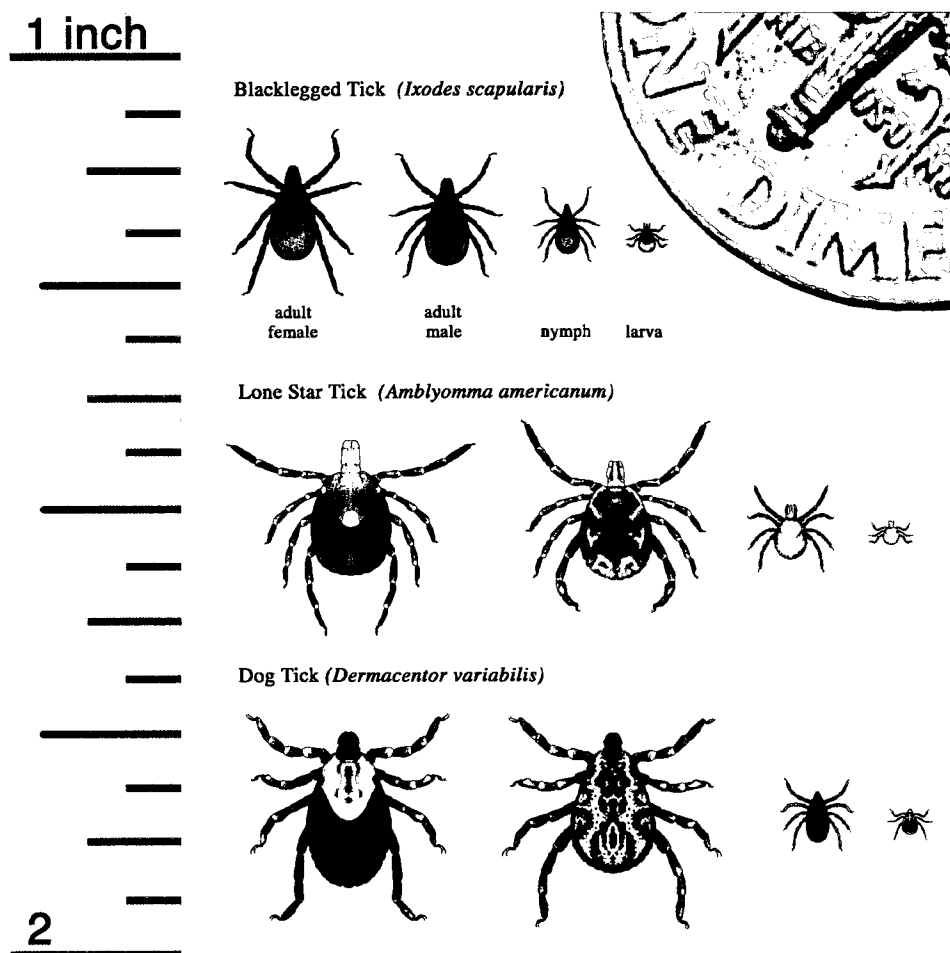 1 inch
Blacklegged Tick (Ixodes scapularis)
adult
female
adult
male
nymph
larva
Lone Star Tick (Amblyomma americanum)
Dog Tick (Dermacentor variabilis)
2